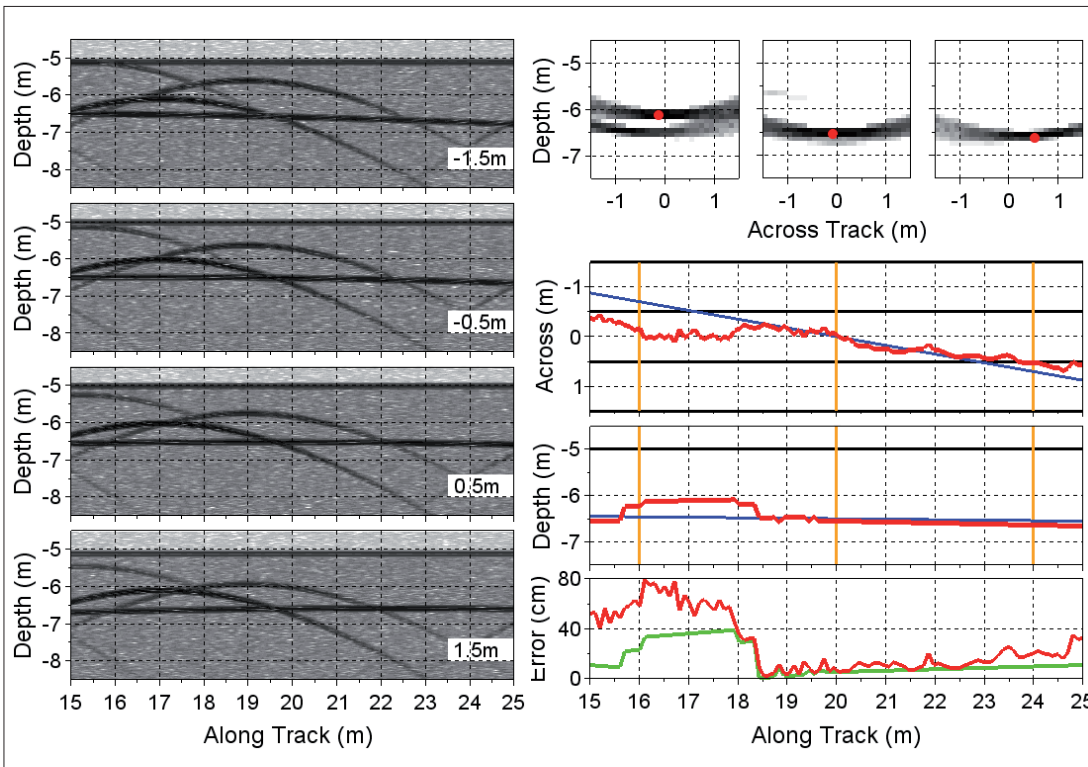 Depth (m)
-5
-6
-7
-8
-1.5m
Depth (m)
-5
-6
-7
-8
-0.5m
Depth (m)
-5
-6
-7
-8
0.5m
Depth (m)
-5
-6
-7
-8
1.5m
15 16 17 18 19 20 21 22 23 24 25
Along Track (m)
Depth (m)
-5
-6
-7
-1 0 1 -1 0 1 -1 0 1
Across Track (m)
Across (m)
-1
0
1
Depth (m)
-5
-6
-7
Error (cm)
80
40
0
15 16 17 18 19 20 21 22 23 24 25
Along Track (m)